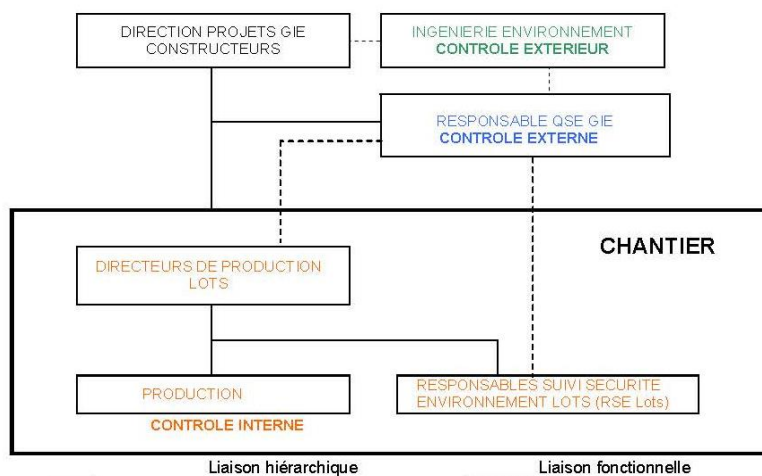 DIRECTION PROJETS GIE
CONSTRUCTEURS
INGENIERIE ENVIRONNEMENT
CONTROLE EXTERIEUR
RESPONSABLE QSE GIE
CONTROLE EXTERNE
CHANTIER
DIRECTEURS DE PRODUCTION
LOTS
PRODUCTION
CONTROLE INTERNE
RESPONSABLES SUIVI SECURITE
ENVIRONNEMENT LOTS (RSE Lots)
Liaison hiérarchique
Liaison fonctionnelle